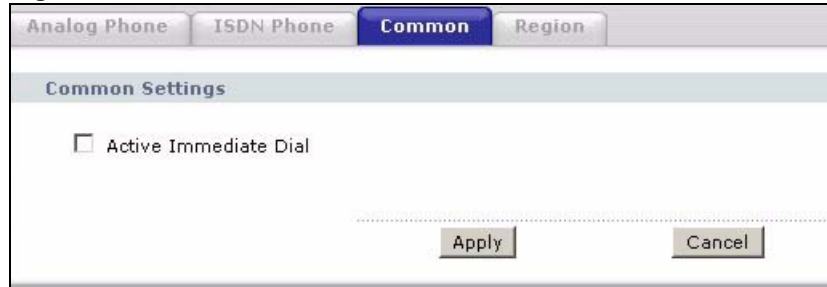 Analog Phone ISDN Phone Common Region
Common Settings
Active Immediate Dial
Apply Cancel